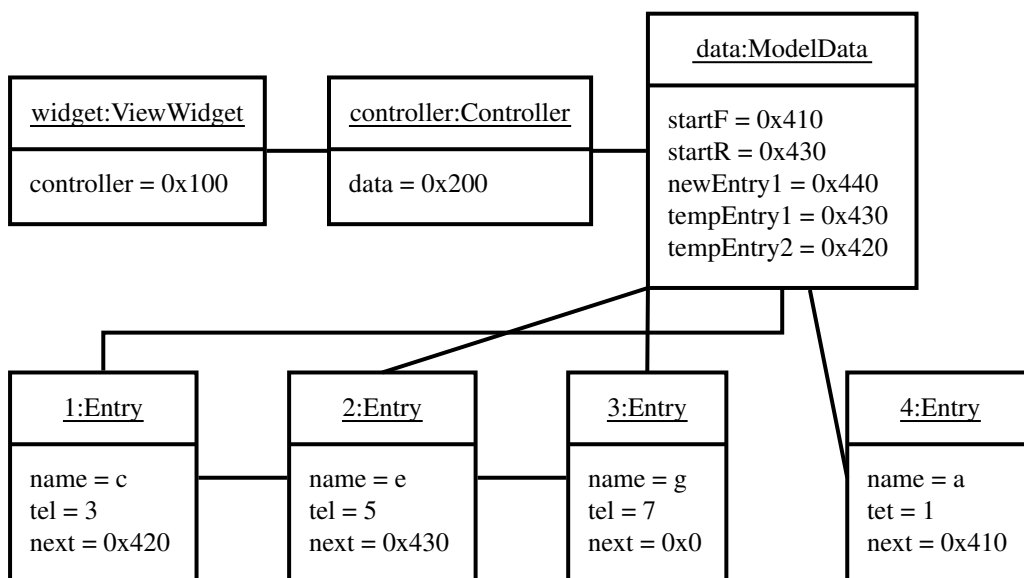 data:ModelData
startF = 0x410
startR = 0x430
newEntry1 = 0x440
tempEntry1 = 0x430
tempEntry2 = 0x420
widget:ViewWidget
controller = 0x100
controller:Controller
data = 0x200
1:Entry
name = c
tel = 3
next = 0x420
2:Entry
name = e
tel = 5
next = 0x430
3:Entry
name = g
tel = 7
next = 0x0
4:Entry
name = a
tet = 1
next = 0x410